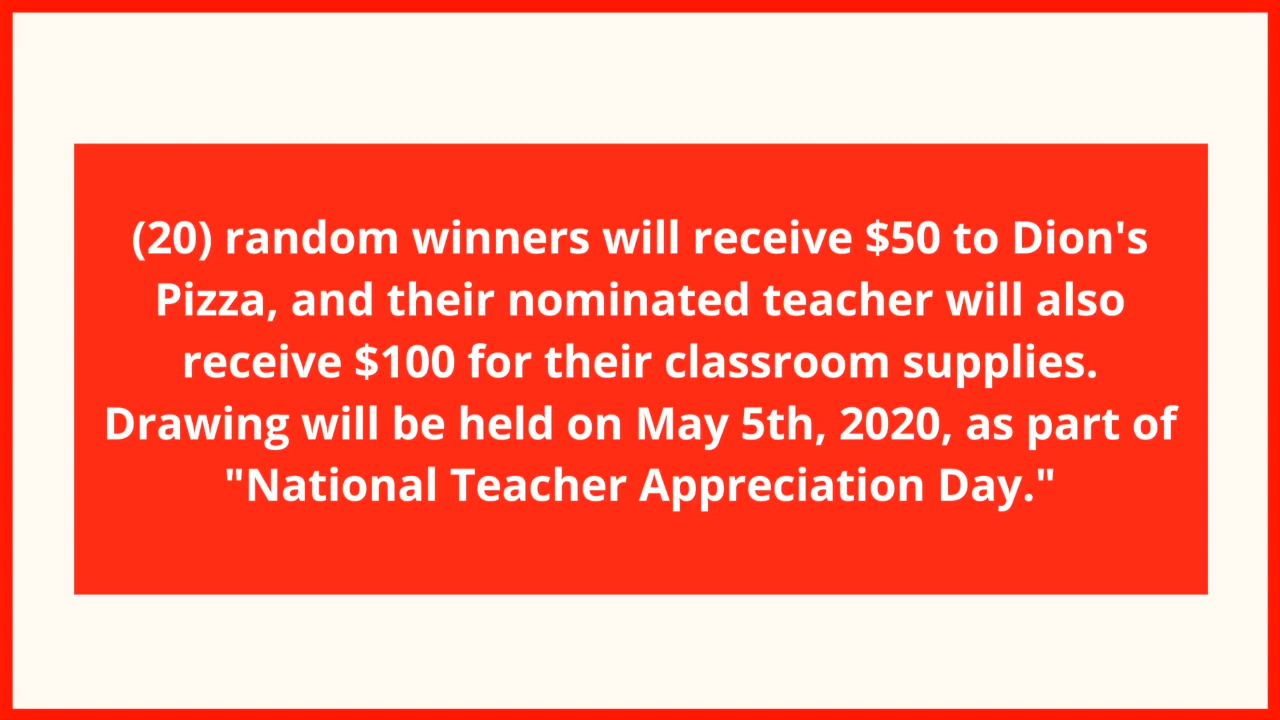 (20) random winners will receive $50 to Dion's
Pizza, and their nominated teacher will also
receive $100 for their classroom supplies.
Drawing will be held on May 5th, 2020, as part of
"National Teacher Appreciation Day."